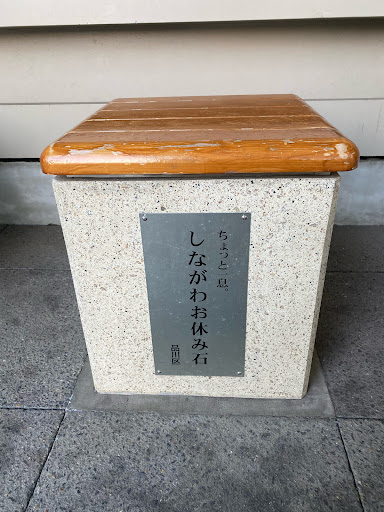 ちょっと一息。
しながわお休み石
品川区